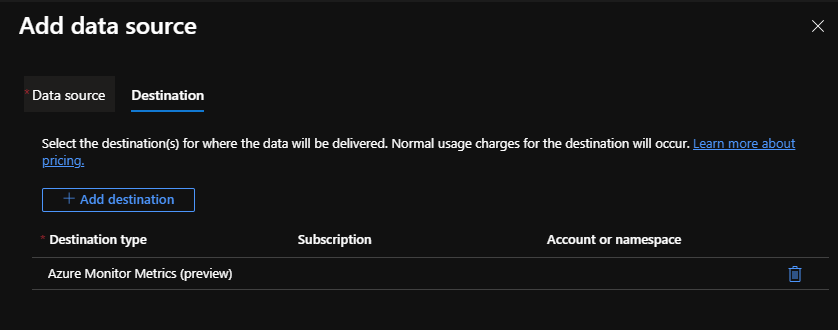 Add data source
* Data source
Destination
Select the destination(s) for where the data will be delivered. Normal usage charges for the destination will occur. Learn more about
pricing.
+ Add destination
* Destination type Subscription Account or namespace
Azure Monitor Metrics (preview)